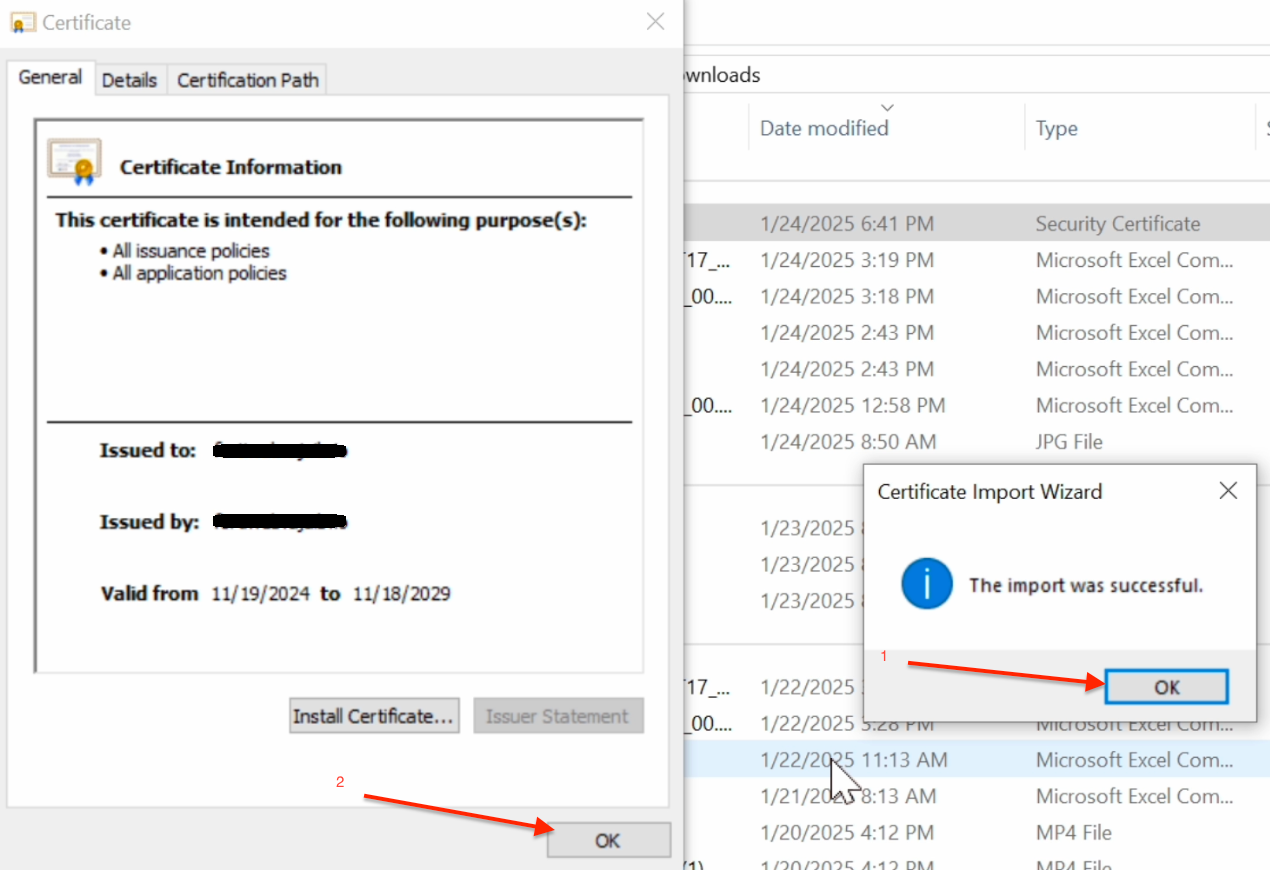 Certificate
General Details Certification Path
Certificate Information
This certificate is intended for the following purpose(s):
• All issuance policies
• All application policies
Issued to:
Issued by:
Valid from 11/19/2024 to 11/18/2029
Install Certificate... Issuer Statement
2
OK
ownloads
Date modified Type
1/24/2025 6:41 PM Security Certificate
17_... 1/24/2025 3:19 PM Microsoft Excel Com...
_00.... 1/24/2025 3:18 PM Microsoft Excel Com...
1/24/2025 2:43 PM Microsoft Excel Com...
1/24/2025 2:43 PM Microsoft Excel Com...
_00.... 1/24/2025 12:58 PM Microsoft Excel Com...
1/24/2025 8:50 AM JPG File
1/23/2025
1/23/2025
1/23/2025
17_... 1/22/2025
_00.... 1/22/2025 3:28 PM Microsoft Excel Com...
1/22/2025 11:13 AM Microsoft Excel Com...
1/21/2025 8:13 AM Microsoft Excel Com...
1/20/2025 4:12 PM MP4 File
(1) 1/20/2025 4:12 PM MP4 File
Certificate Import Wizard
The import was successful.
1
OK